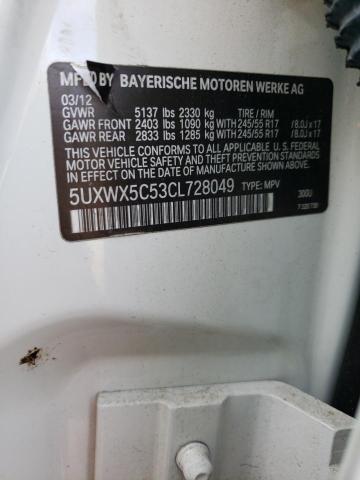 MFD BY BAYERISCHE MOTOREN WERKE AG
03/12
GVWR 5137 lbs 2330 kg TIRE / RIM
GAWR FRONT 2403 lbs 1090 kg WITH 245/55 R17 / 8.0J x 17
GAWR REAR 2833 lbs 1285 kg WITH 245/55 R17 / 8.0J x 17
THIS VEHICLE CONFORMS TO ALL APPLICABLE U.S. FEDERAL
MOTOR VEHICLE SAFETY STANDARDS IN EFFECT ON THE
DATE OF MANUFACTURE SHOWN ABOVE.
5UXWX5C53CL728049 TYPE: MPV 300U